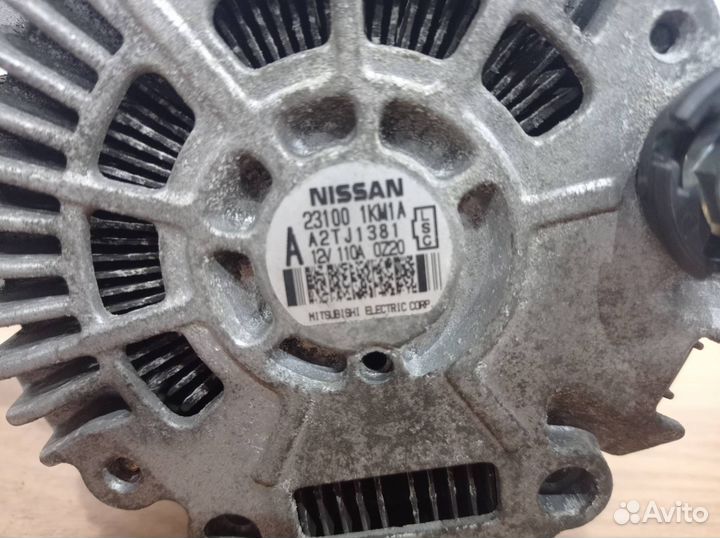 NISSAN
23100 1KM1A
A A2TJ1381 LSC
12V 110A 0Z20
MITSUBISHI ELECTRIC CORP.
Avito